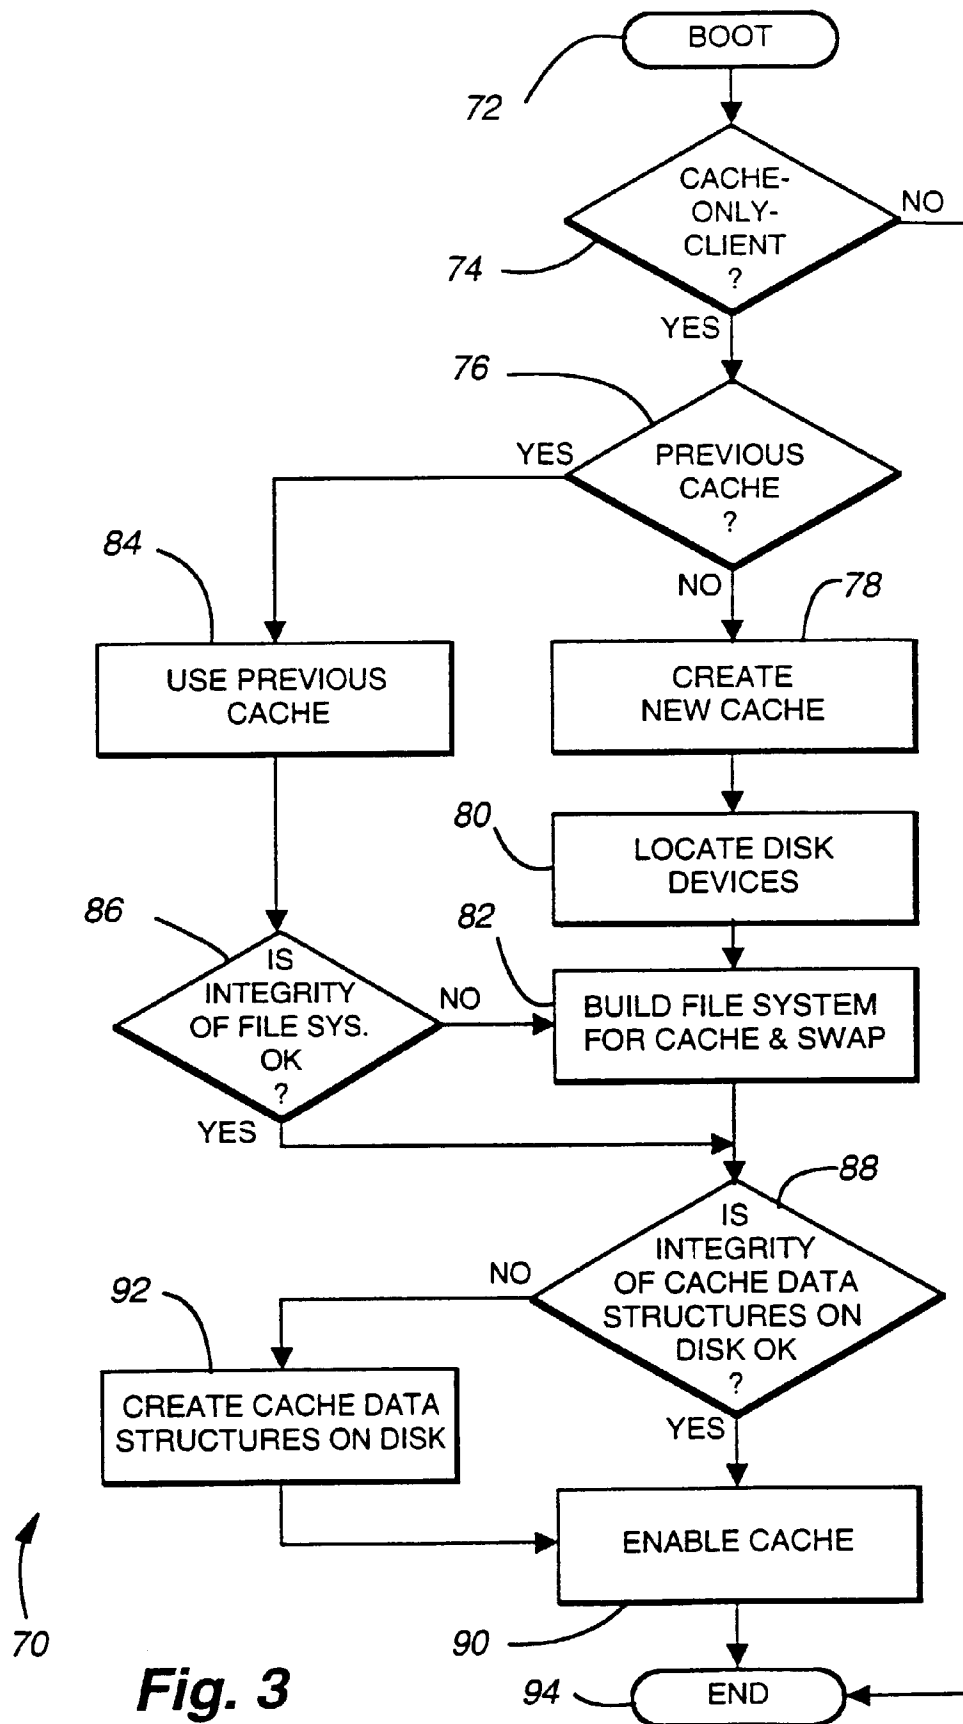 BOOT
72
CACHE-
ONLY-
CLIENT
?
NO
74
YES
76
YES
PREVIOUS
CACHE
?
84
NO
78
USE PREVIOUS
CACHE
CREATE
NEW CACHE
80
LOCATE DISK
DEVICES
86
82
IS
INTEGRITY
OF FILE SYS.
OK
?
NO
BUILD FILE SYSTEM
FOR CACHE & SWAP
YES
88
IS
INTEGRITY
OF CACHE DATA
STRUCTURES ON
DISK OK
?
NO
92
CREATE CACHE DATA
STRUCTURES ON DISK
YES
ENABLE CACHE
70
90
Fig. 3
94
END